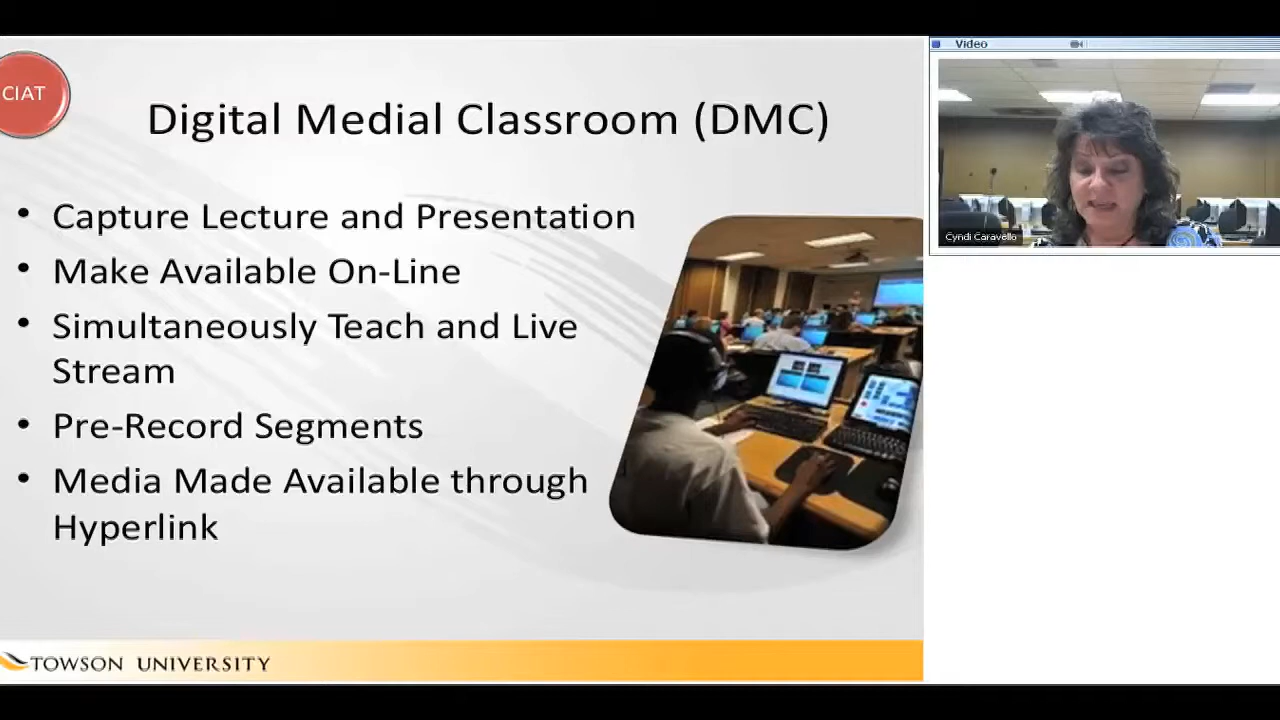 CIAT
Digital Medial Classroom (DMC)
• Capture Lecture and Presentation
• Make Available On-Line
• Simultaneously Teach and Live
Stream
• Pre-Record Segments
• Media Made Available through
Hyperlink
TOWSON UNIVERSITY
Video
Cyndi Caravello